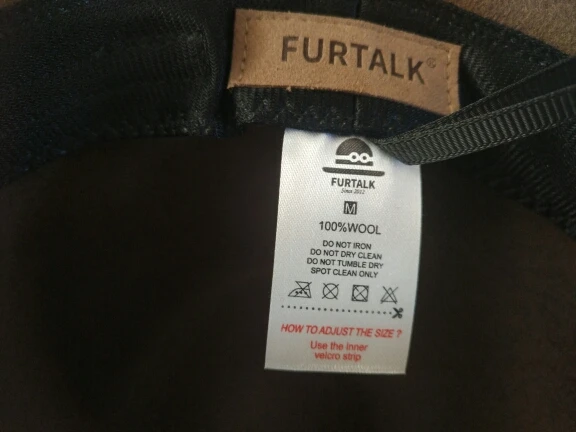 FURTALK®
FURTALK
Since 2012
M
100%WOOL
DO NOT IRON
DO NOT DRY CLEAN
DO NOT TUMBLE DRY
SPOT CLEAN ONLY
HOW TO ADJUST THE SIZE ?
Use the inner
velcro strip